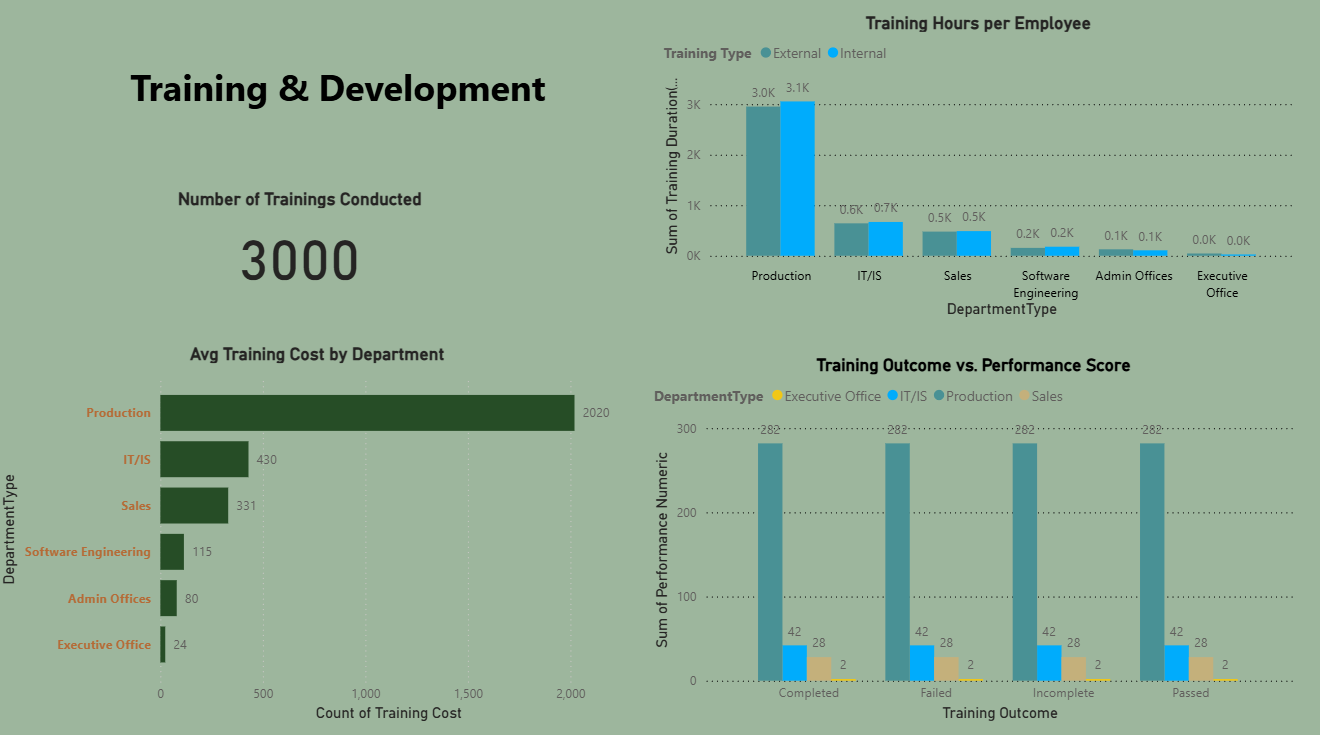 Training & Development
Number of Trainings Conducted
3000
Avg Training Cost by Department
DepartmentType
Production
2020
IT/IS
430
Sales
331
Software Engineering
115
Admin Offices
80
Executive Office
24
0 500 1,000 1,500 2,000
Count of Training Cost
Training Hours per Employee
Training Type External Internal
Sum of Training Duration(...
3K
2K
1K
0K
3.0K 3.1K
0.6K 0.7K
0.5K 0.5K
0.2K 0.2K
0.1K 0.1K
0.0K 0.0K
Production IT/IS Sales Software Admin Offices Executive
Engineering Office
DepartmentType
Training Outcome vs. Performance Score
DepartmentType Executive Office IT/IS Production Sales
Sum of Performance Numeric
300
200
100
0
282 42 28 2
282 42 28 2
282 42 28 2
282 42 28 2
Completed Failed Incomplete Passed
Training Outcome